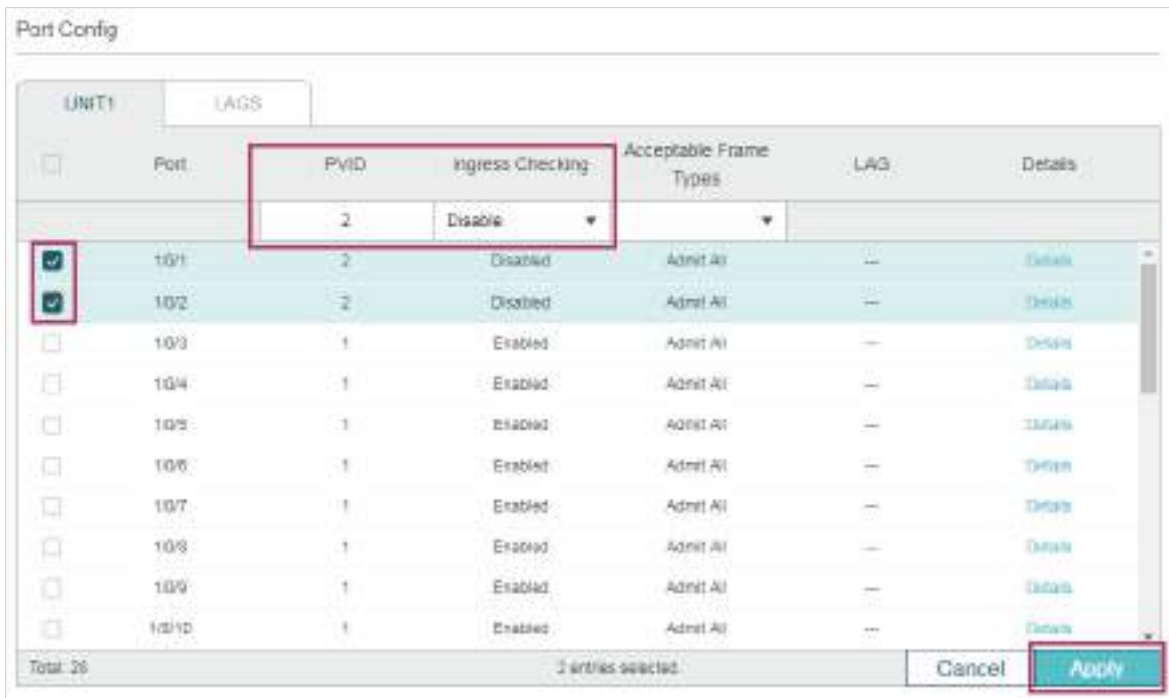 Port Config
UNIT1 LAGS
Port PVID Ingress Checking Acceptable Frame Types LAG Details
2 Disable
1/0/1 2 Disabled Admit All --- Details
1/0/2 2 Disabled Admit All --- Details
1/0/3 1 Enabled Admit All --- Details
1/0/4 1 Enabled Admit All --- Details
1/0/5 1 Enabled Admit All --- Details
1/0/6 1 Enabled Admit All --- Details
1/0/7 1 Enabled Admit All --- Details
1/0/8 1 Enabled Admit All --- Details
1/0/9 1 Enabled Admit All --- Details
1/0/10 1 Enabled Admit All --- Details
Total: 26 2 entries selected. Cancel Apply